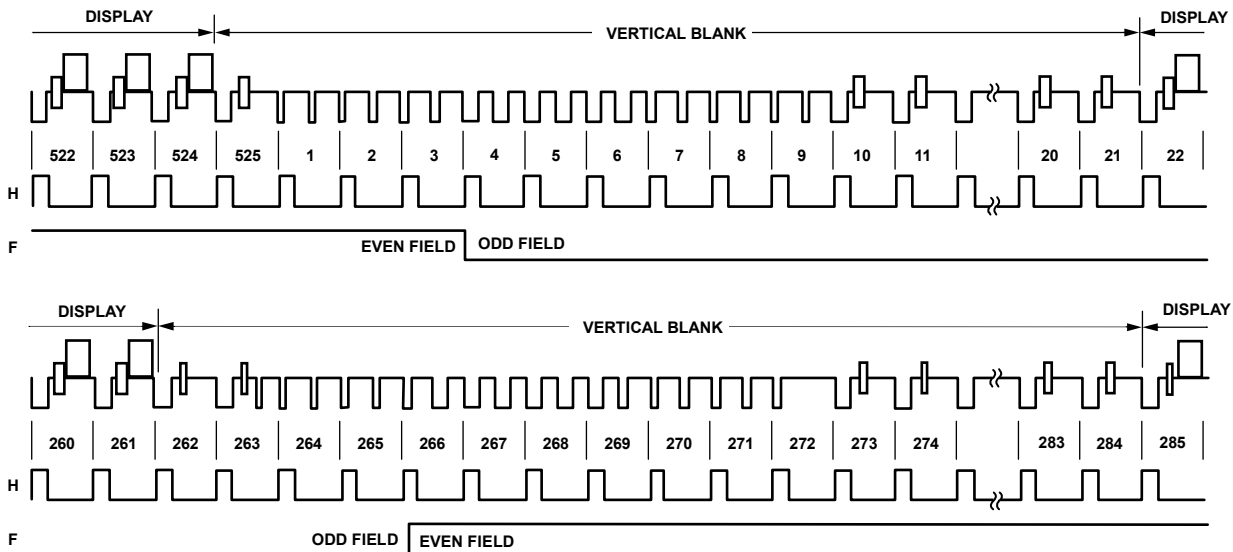 DISPLAY DISPLAY
VERTICAL BLANK
522 523 524 525 1 2 3 4 5 6 7 8 9 10 11 20 21 22
H
F
EVEN FIELD ODD FIELD
DISPLAY DISPLAY
VERTICAL BLANK
260 261 262 263 264 265 266 267 268 269 270 271 272 273 274 283 284 285
H
F ODD FIELD EVEN FIELD